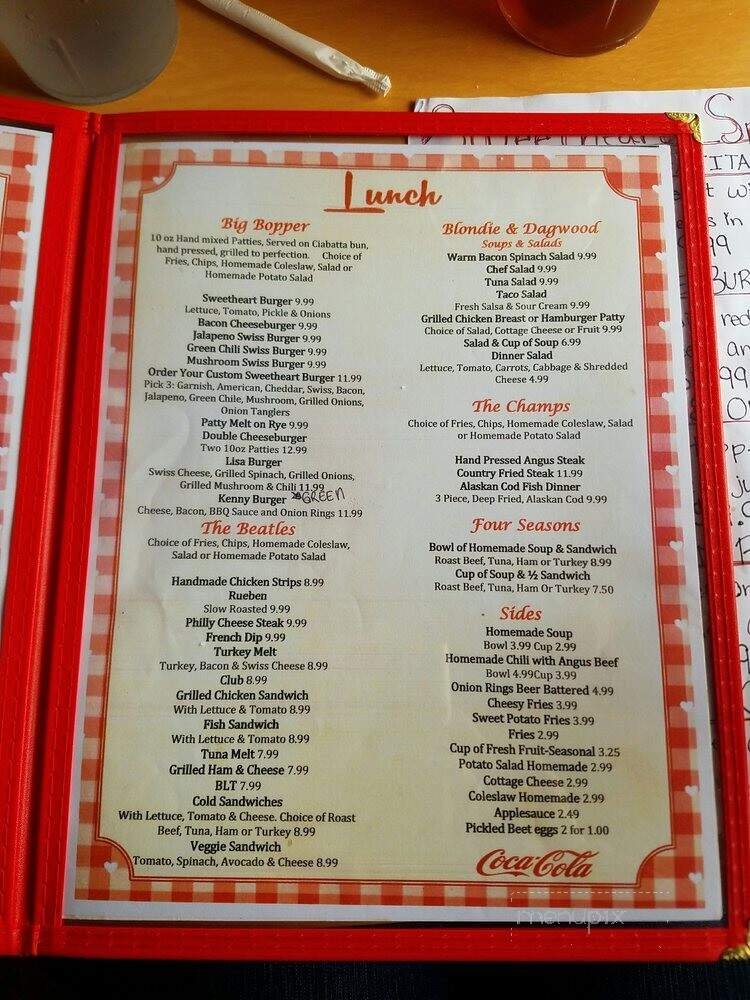 Lunch
Big Bopper
10 oz Hand mixed Patties, Served on Ciabatta bun,
hand pressed, grilled to perfection. Choice of
Fries, Chips, Homemade Coleslaw, Salad or
Homemade Potato Salad
Sweetheart Burger 9.99
Lettuce, Tomato, Pickle & Onions
Bacon Cheeseburger 9.99
Jalapeno Swiss Burger 9.99
Green Chili Swiss Burger 9.99
Mushroom Swiss Burger 9.99
Order Your Custom Sweetheart Burger 11.99
Pick 3: Garnish, American, Cheddar, Swiss, Bacon,
Jalapeno, Green Chile, Mushroom, Grilled Onions,
Onion Tanglers
Patty Melt on Rye 9.99
Double Cheeseburger
Two 10oz Patties 12.99
Lisa Burger
Swiss Cheese, Grilled Spinach, Grilled Onions,
Grilled Mushroom & Chili 11.99
Kenny Burger GREEN
Cheese, Bacon, BBQ Sauce and Onion Rings 11.99
The Beatles
Choice of Fries, Chips, Homemade Coleslaw,
Salad or Homemade Potato Salad
Handmade Chicken Strips 8.99
Rueben
Slow Roasted 9.99
Philly Cheese Steak 9.99
French Dip 9.99
Turkey Melt
Turkey, Bacon & Swiss Cheese 8.99
Club 8.99
Grilled Chicken Sandwich
With Lettuce & Tomato 8.99
Fish Sandwich
With Lettuce & Tomato 8.99
Tuna Melt 7.99
Grilled Ham & Cheese 7.99
BLT 7.99
Cold Sandwiches
With Lettuce, Tomato & Cheese. Choice of Roast
Beef, Tuna, Ham or Turkey 8.99
Veggie Sandwich
Tomato, Spinach, Avocado & Cheese 8.99
Blondie & Dagwood
Soups & Salads
Warm Bacon Spinach Salad 9.99
Chef Salad 9.99
Tuna Salad 9.99
Taco Salad
Fresh Salsa & Sour Cream 9.99
Grilled Chicken Breast or Hamburger Patty
Choice of Salad, Cottage Cheese or Fruit 9.99
Salad & Cup of Soup 6.99
Dinner Salad
Lettuce, Tomato, Carrots, Cabbage & Shredded
Cheese 4.99
The Champs
Choice of Fries, Chips, Homemade Coleslaw, Salad
or Homemade Potato Salad
Hand Pressed Angus Steak
Country Fried Steak 11.99
Alaskan Cod Fish Dinner
3 Piece, Deep Fried, Alaskan Cod 9.99
Four Seasons
Bowl of Homemade Soup & Sandwich
Roast Beef, Tuna, Ham or Turkey 8.99
Cup of Soup & ½ Sandwich
Roast Beef, Tuna, Ham Or Turkey 7.50
Sides
Homemade Soup
Bowl 3.99 Cup 2.99
Homemade Chili with Angus Beef
Bowl 4.99Cup 3.99
Onion Rings Beer Battered 4.99
Cheesy Fries 3.99
Sweet Potato Fries 3.99
Fries 2.99
Cup of Fresh Fruit-Seasonal 3.25
Potato Salad Homemade 2.99
Cottage Cheese 2.99
Coleslaw Homemade 2.99
Applesauce 2.49
Pickled Beet eggs 2 for 1.00
Coca-Cola
menupix